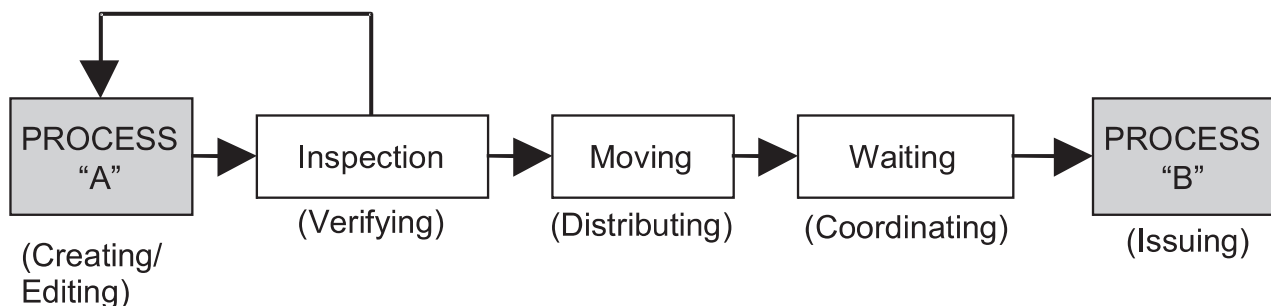 PROCESS
“A”
(Creating/
Editing)
Inspection
(Verifying)
Moving
(Distributing)
Waiting
(Coordinating)
PROCESS
“B”
(Issuing)